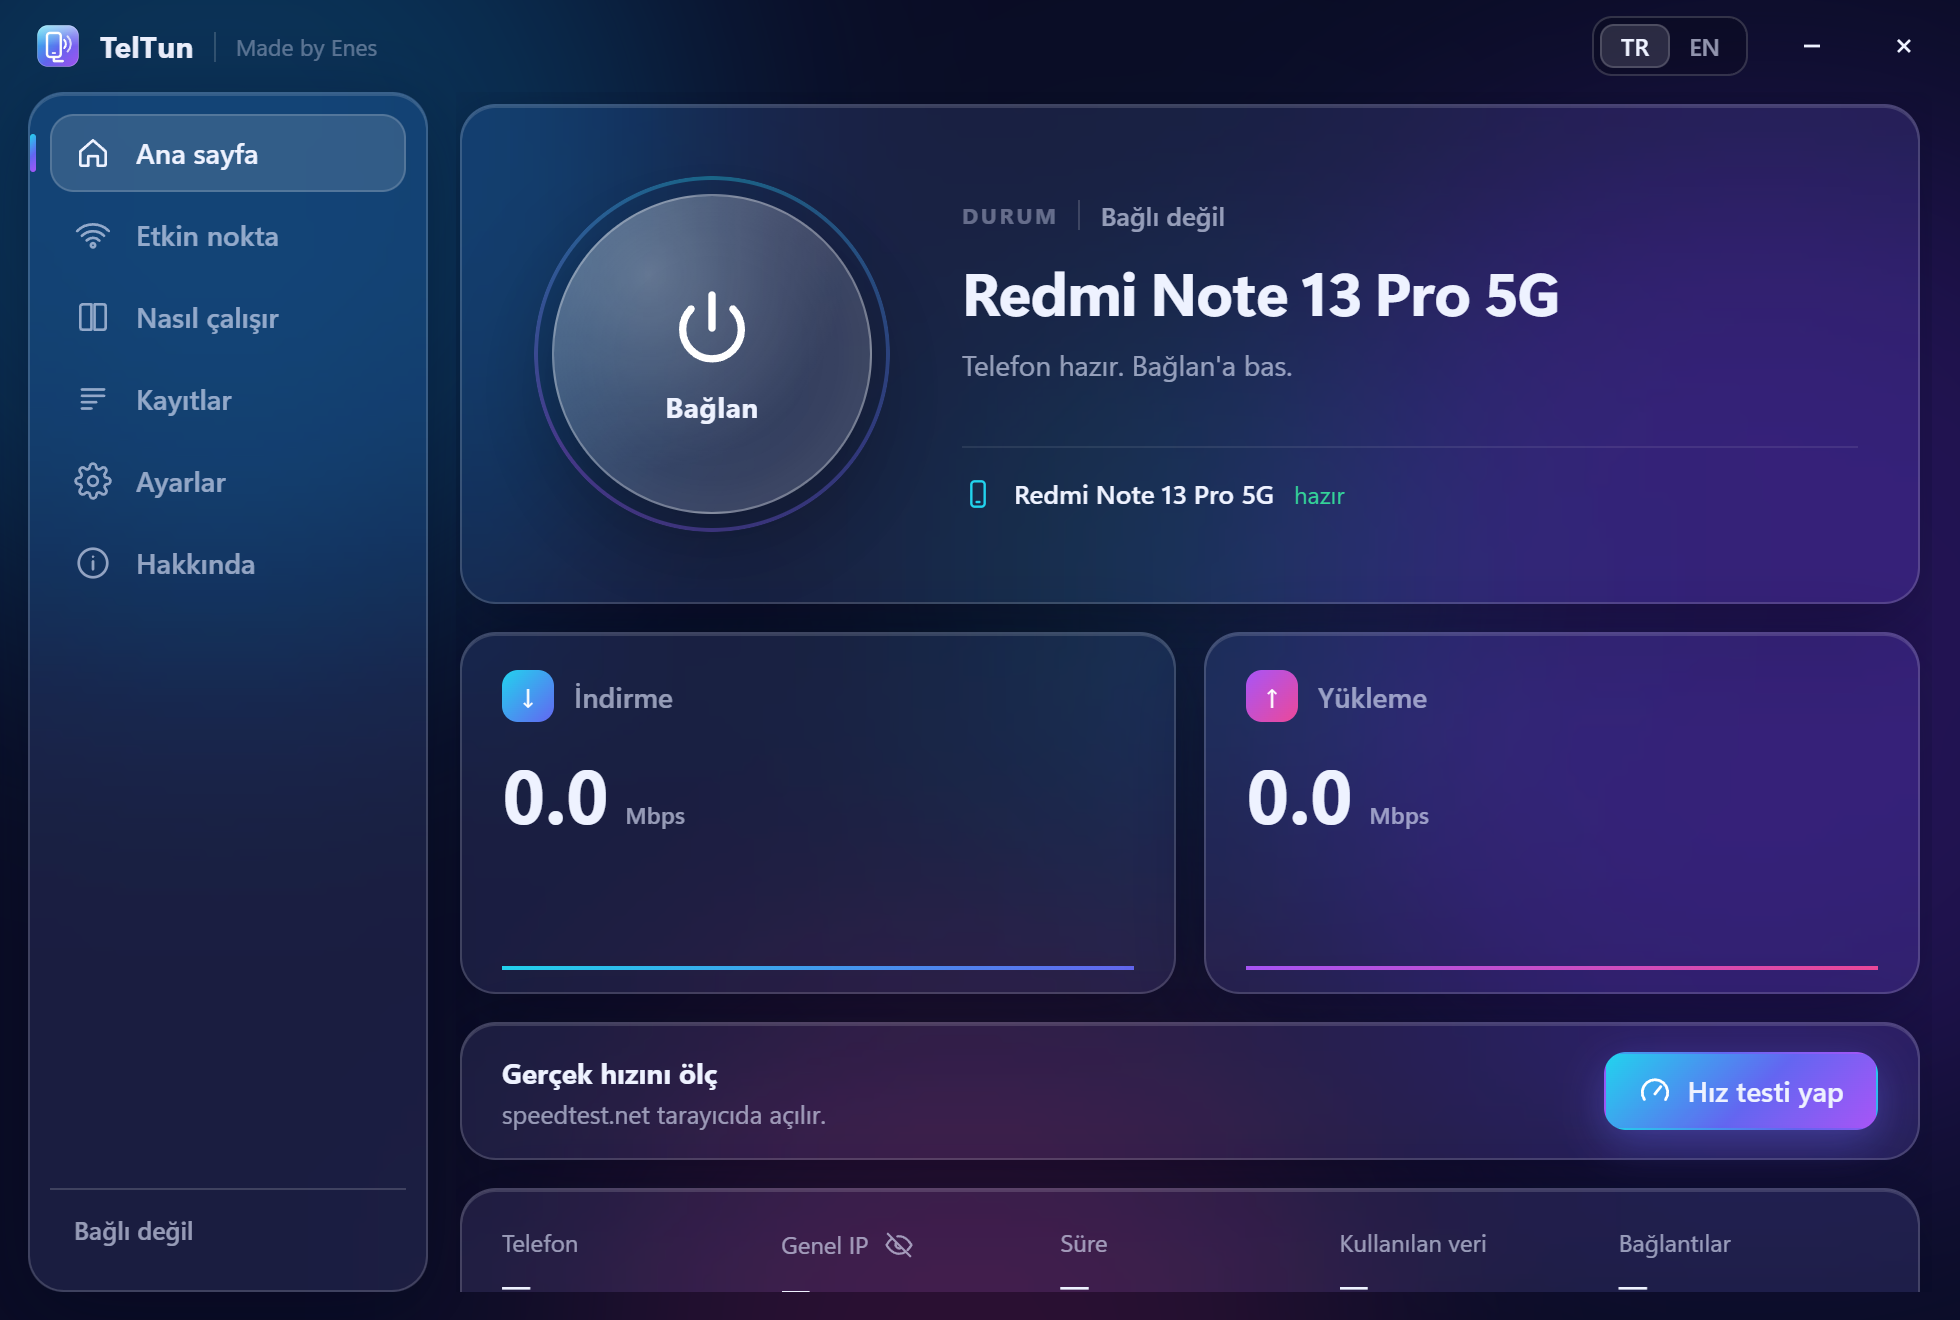 TelTun
Made by Enes
TR
EN
Ana sayfa
Etkin nokta
Nasıl çalışır
Kayıtlar
Ayarlar
Hakkında
Bağlı değil
Bağlan
DURUM
Bağlı değil
Redmi Note 13 Pro 5G
Telefon hazır. Bağlan'a bas.
Redmi Note 13 Pro 5G hazır
İndirme
0.0 Mbps
Yükleme
0.0 Mbps
Gerçek hızını ölç
speedtest.net tarayıcıda açılır.
Hız testi yap
Telefon
—
Genel IP
—
Süre
—
Kullanılan veri
—
Bağlantılar
—